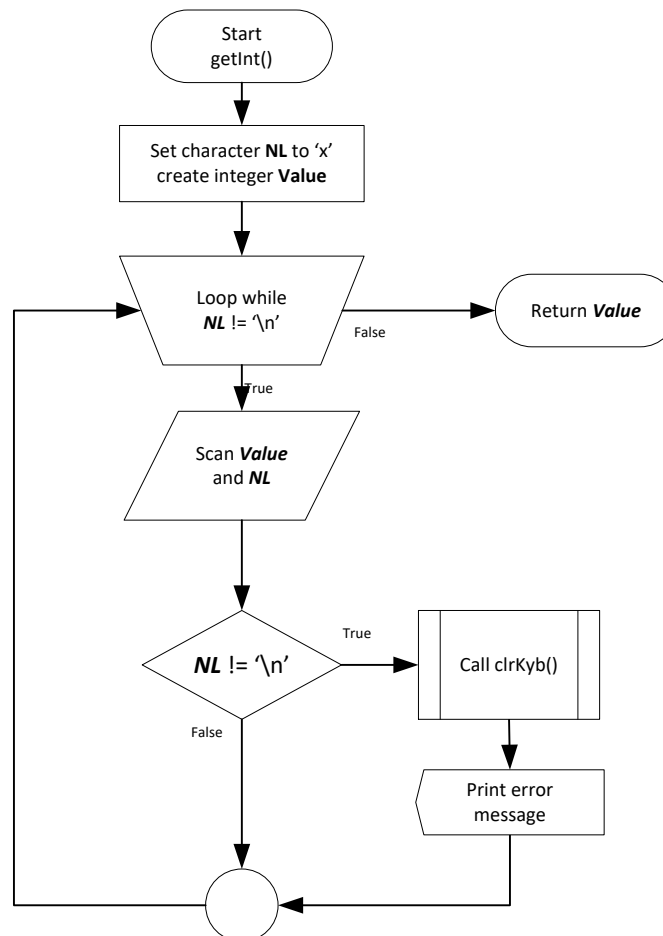 Start
getInt()
Set character NL to ‘x’
create integer Value
Loop while
NL != ‘\n’
False
Return Value
True
Scan Value
and NL
NL != ‘\n’
True
Call clrKyb()
False
Print error
message